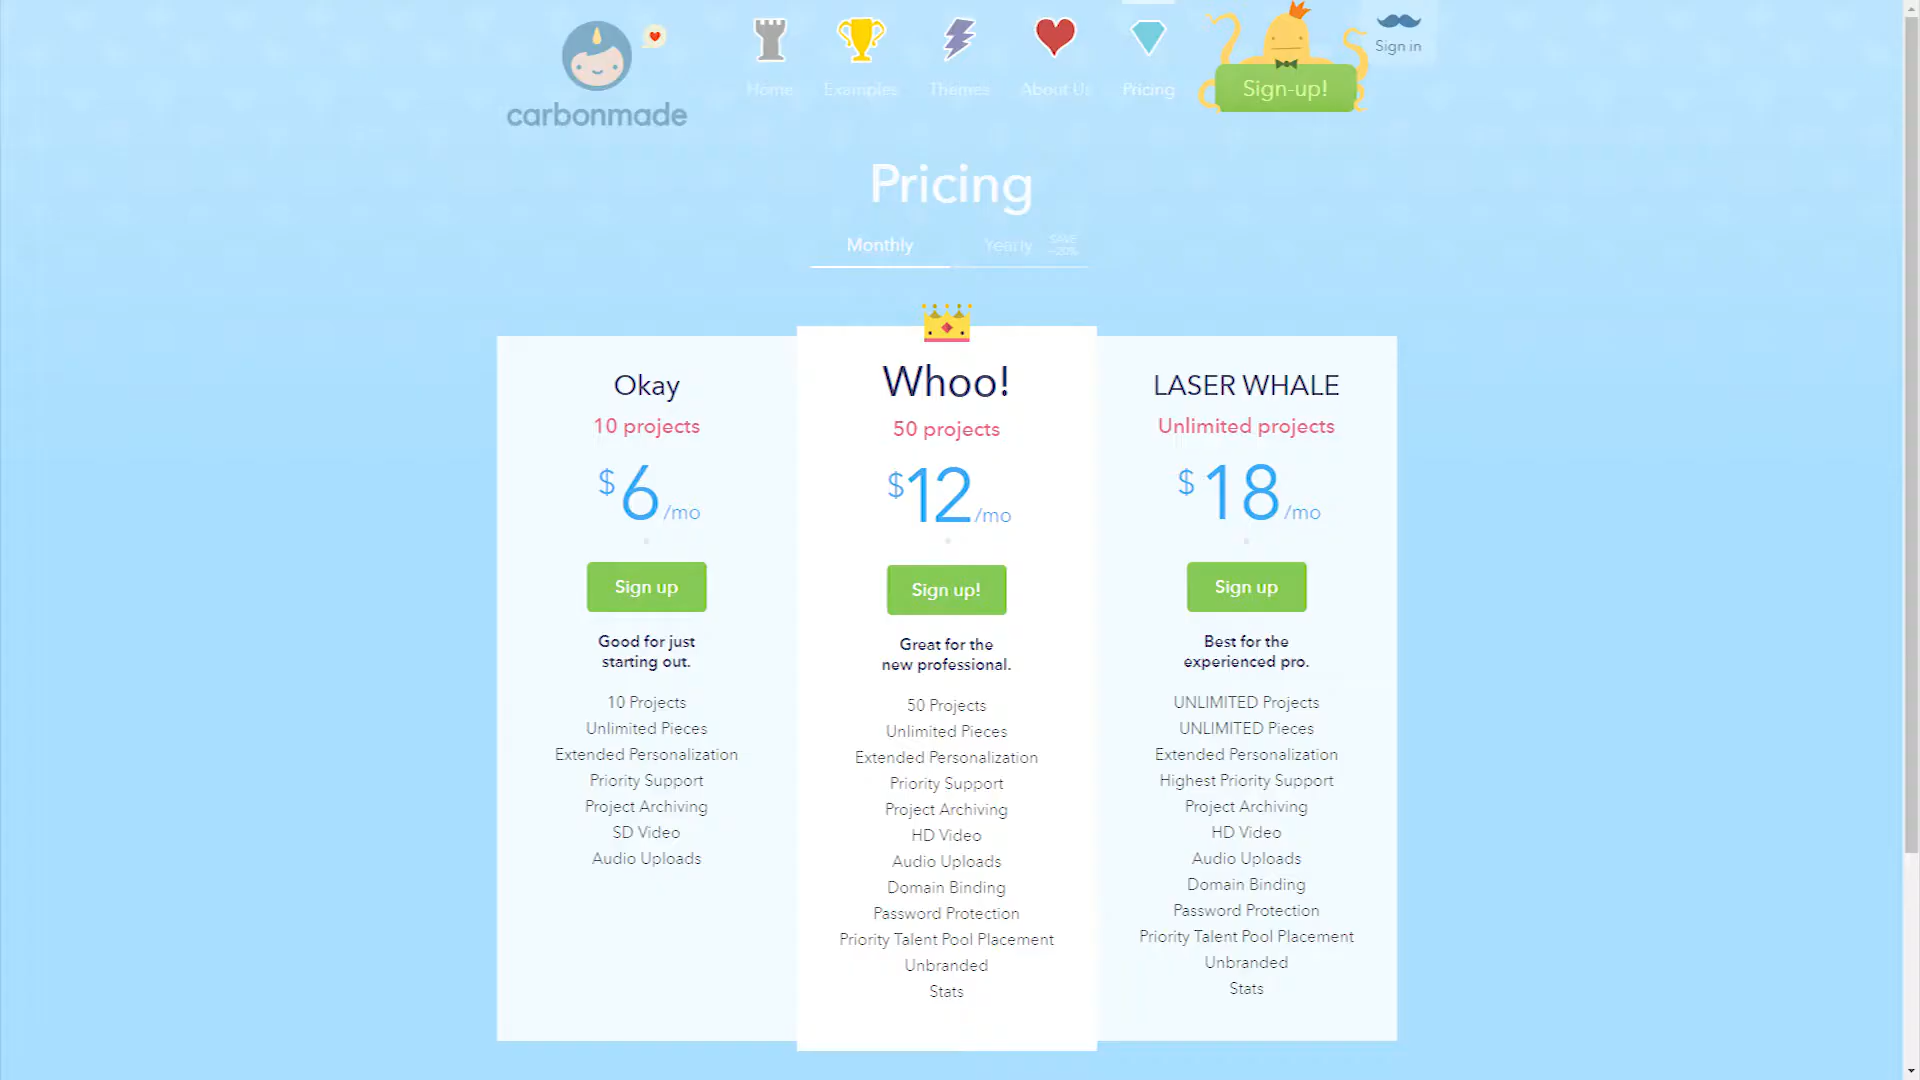 carbonmade
Home
Examples
Themes
About Us
Pricing
Sign-up!
Sign in
Pricing
Monthly
Yearly
SAVE
~20%
Okay
10 projects
$6/mo
Sign up
Good for just
starting out.
10 Projects
Unlimited Pieces
Extended Personalization
Priority Support
Project Archiving
SD Video
Audio Uploads
Whoo!
50 projects
$12/mo
Sign up!
Great for the
new professional.
50 Projects
Unlimited Pieces
Extended Personalization
Priority Support
Project Archiving
HD Video
Audio Uploads
Domain Binding
Password Protection
Priority Talent Pool Placement
Unbranded
Stats
LASER WHALE
Unlimited projects
$18/mo
Sign up
Best for the
experienced pro.
UNLIMITED Projects
UNLIMITED Pieces
Extended Personalization
Highest Priority Support
Project Archiving
HD Video
Audio Uploads
Domain Binding
Password Protection
Priority Talent Pool Placement
Unbranded
Stats